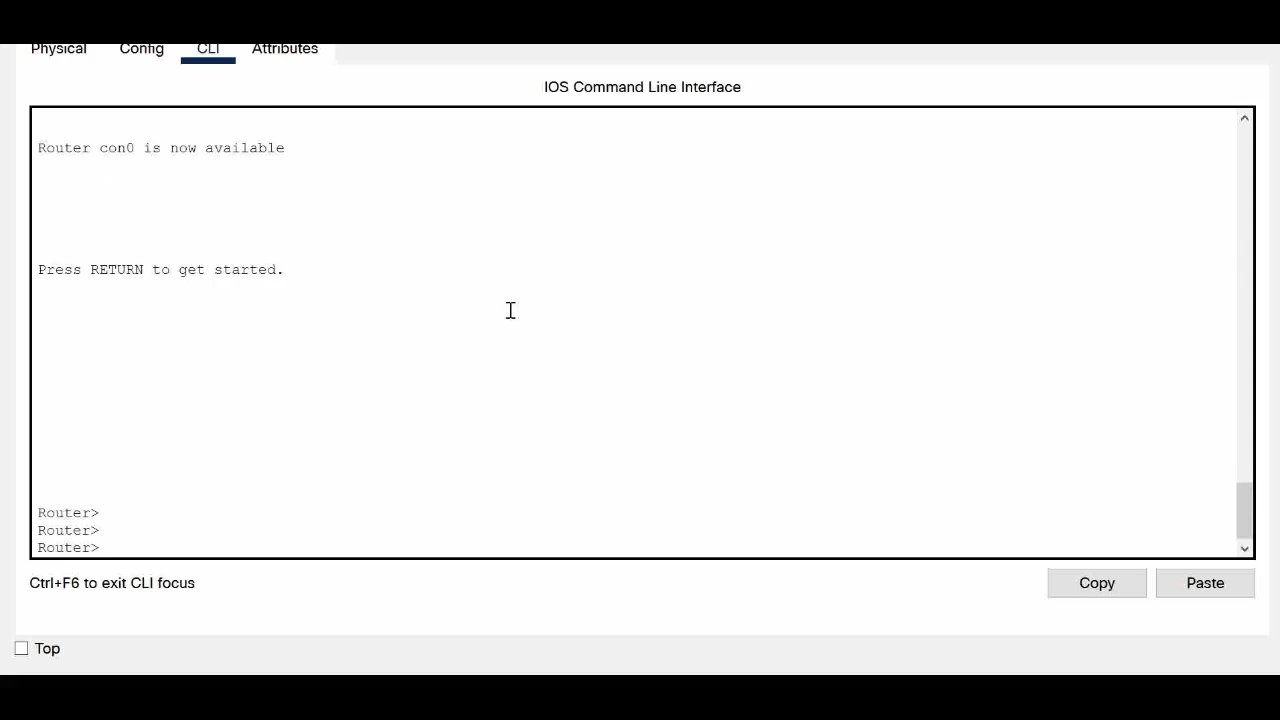 Physical Config CLI Attributes
IOS Command Line Interface
Router con0 is now available
Press RETURN to get started.
Router>
Router>
Router>
Ctrl+F6 to exit CLI focus
Copy Paste
Top